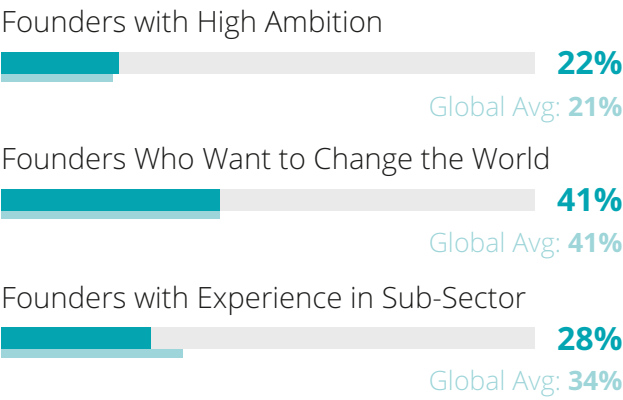 Founders with High Ambition
22%
Global Avg: 21%
Founders Who Want to Change the World
41%
Global Avg: 41%
Founders with Experience in Sub-Sector
28%
Global Avg: 34%